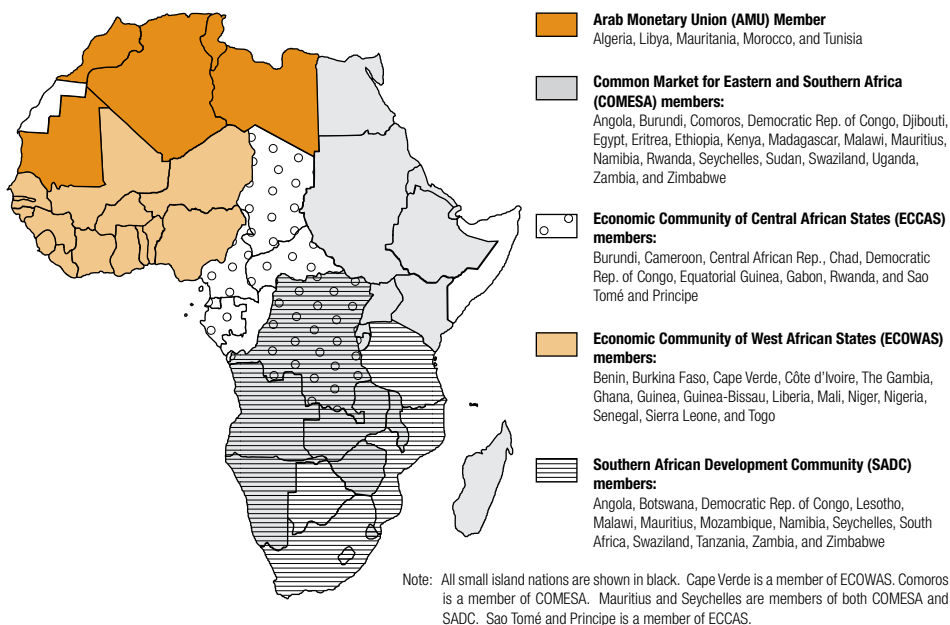 Arab Monetary Union (AMU) Member
Algeria, Libya, Mauritania, Morocco, and Tunisia
Common Market for Eastern and Southern Africa
(COMESA) members:
Angola, Burundi, Comoros, Democratic Rep. of Congo, Djibouti,
Egypt, Eritrea, Ethiopia, Kenya, Madagascar, Malawi, Mauritius,
Namibia, Rwanda, Seychelles, Sudan, Swaziland, Uganda,
Zambia, and Zimbabwe
Economic Community of Central African States (ECCAS)
members:
Burundi, Cameroon, Central African Rep., Chad, Democratic
Rep. of Congo, Equatorial Guinea, Gabon, Rwanda, and Sao
Tomé and Principe
Economic Community of West African States (ECOWAS)
members:
Benin, Burkina Faso, Cape Verde, Côte d'Ivoire, The Gambia,
Ghana, Guinea, Guinea-Bissau, Liberia, Mali, Niger, Nigeria,
Senegal, Sierra Leone, and Togo
Southern African Development Community (SADC)
members:
Angola, Botswana, Democratic Rep. of Congo, Lesotho,
Malawi, Mauritius, Mozambique, Namibia, Seychelles, South
Africa, Swaziland, Tanzania, Zambia, and Zimbabwe
Note: All small island nations are shown in black. Cape Verde is a member of ECOWAS. Comoros
is a member of COMESA. Mauritius and Seychelles are members of both COMESA and
SADC. Sao Tomé and Principe is a member of ECCAS.